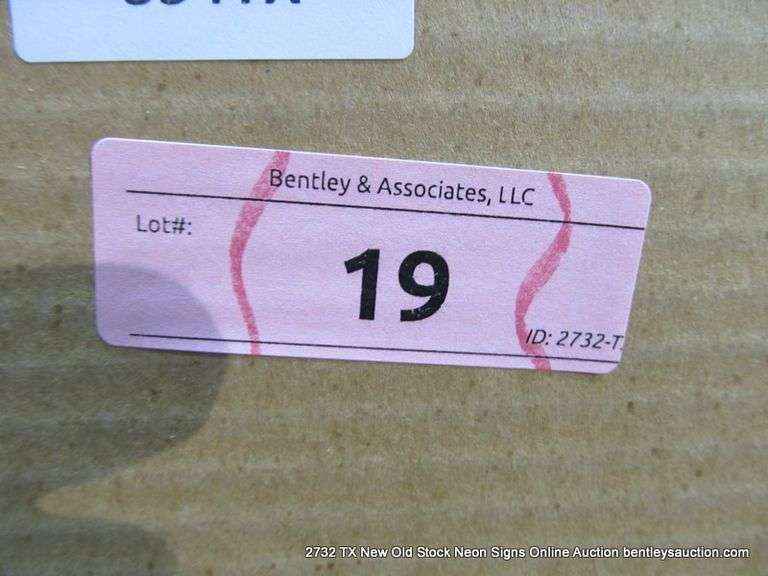 Bentley & Associates, LLC
Lot#:
19
ID: 2732-T
2732 TX New Old Stock Neon Signs Online Auction bentleysauction.com